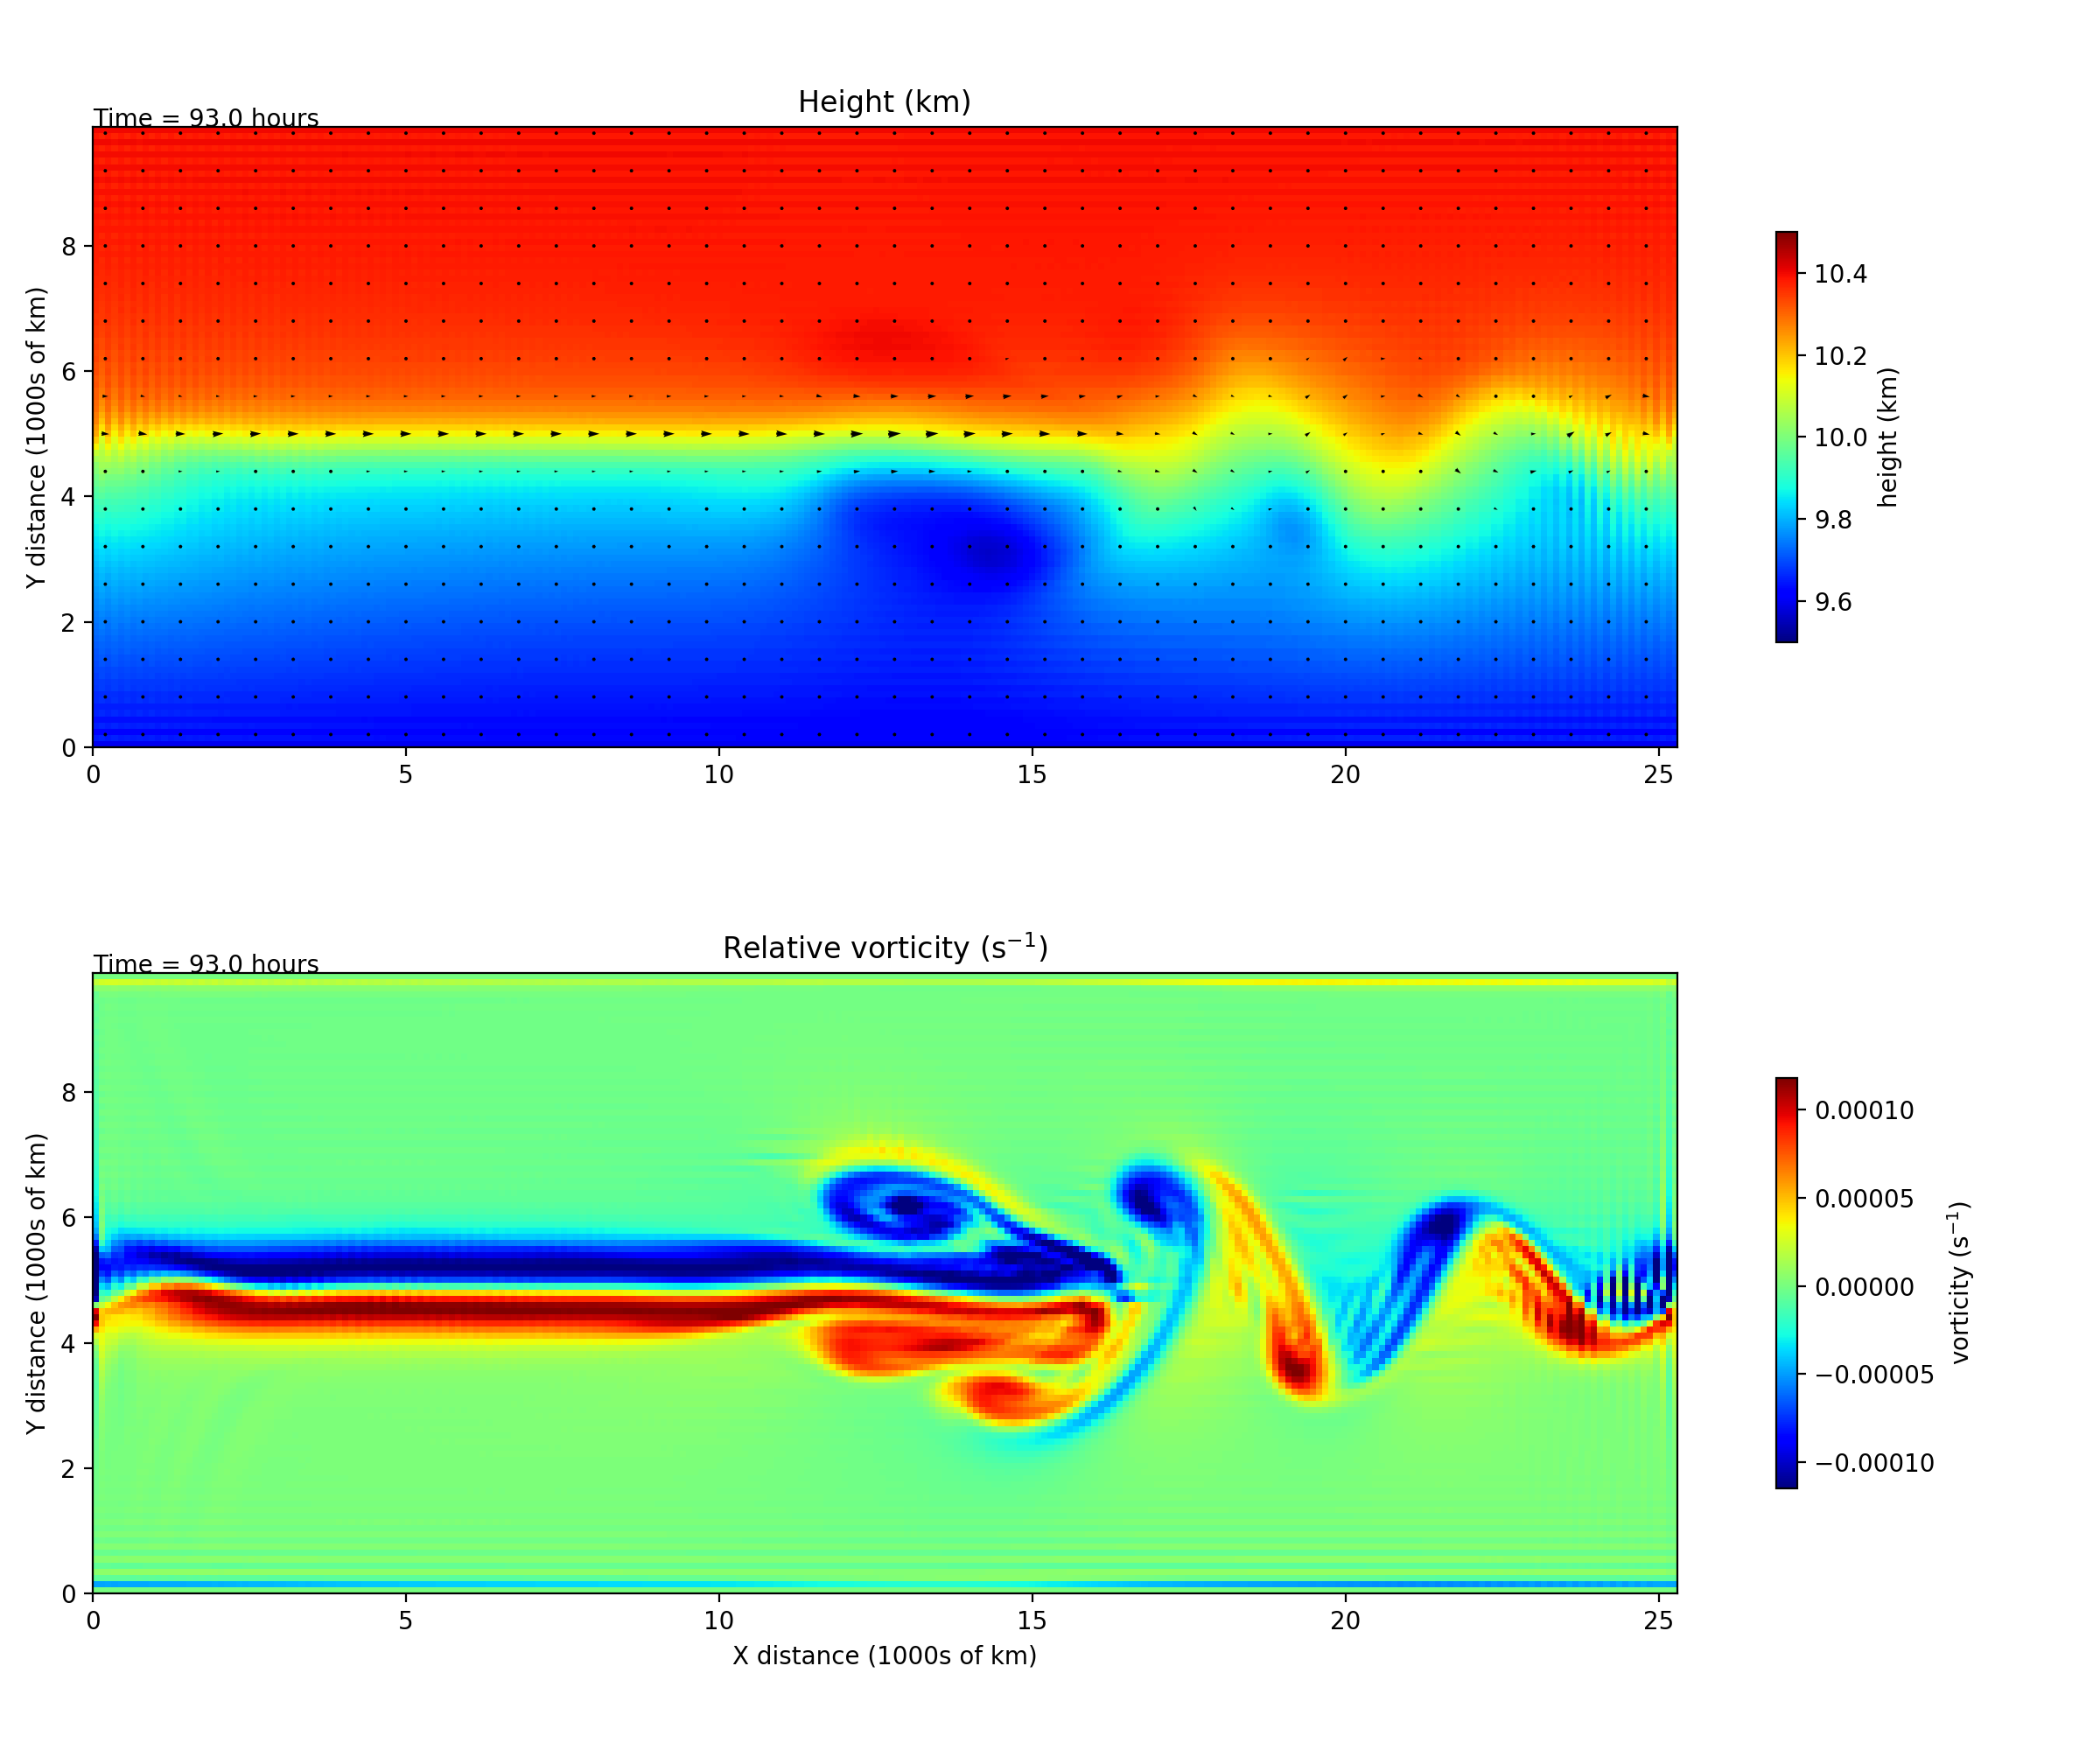 Height (km)
Time = 93.0 hours
Y distance (1000s of km)
8
6
4
2
0
0 5 10 15 20 25
10.4
10.2
10.0
9.8
9.6
height (km)
Relative vorticity (s⁻¹)
Time = 93.0 hours
Y distance (1000s of km)
8
6
4
2
0
0 5 10 15 20 25
X distance (1000s of km)
0.00010
0.00005
0.00000
−0.00005
−0.00010
vorticity (s⁻¹)